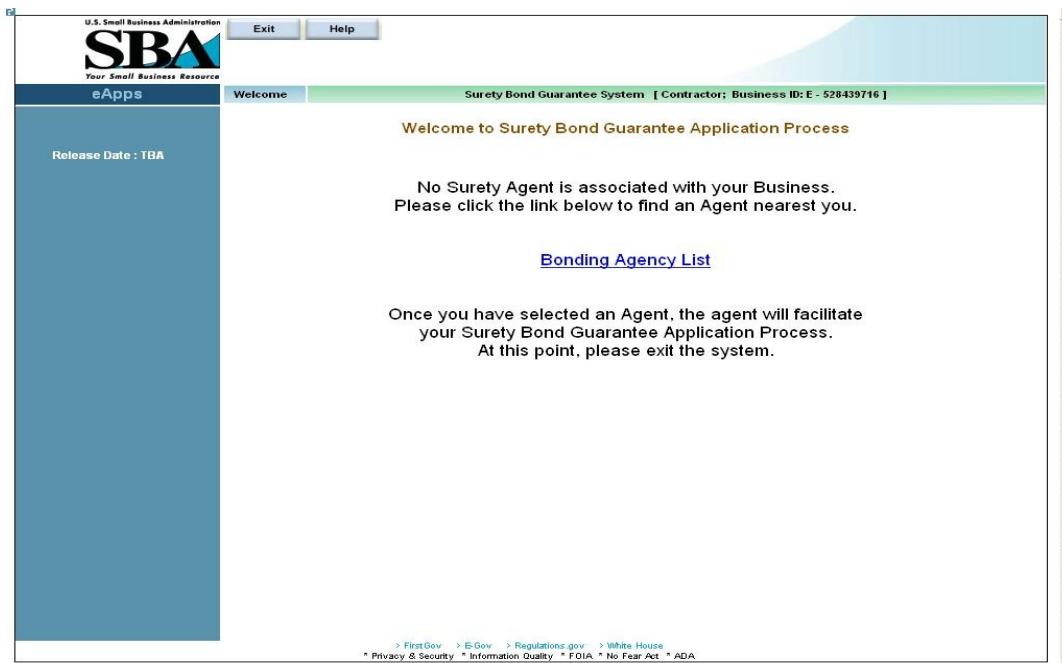 U.S. Small Business Administration
SBA
Your Small Business Resource
Exit Help
eApps
Welcome
Surety Bond Guarantee System [ Contractor; Business ID: E - 528439716 ]
Release Date : TBA
Welcome to Surety Bond Guarantee Application Process
No Surety Agent is associated with your Business.
Please click the link below to find an Agent nearest you.
Bonding Agency List
Once you have selected an Agent, the agent will facilitate
your Surety Bond Guarantee Application Process.
At this point, please exit the system.
> FirstGov > E-Gov > Regulations.gov > White House
* Privacy & Security * Information Quality * FOIA * No Fear Act * ADA